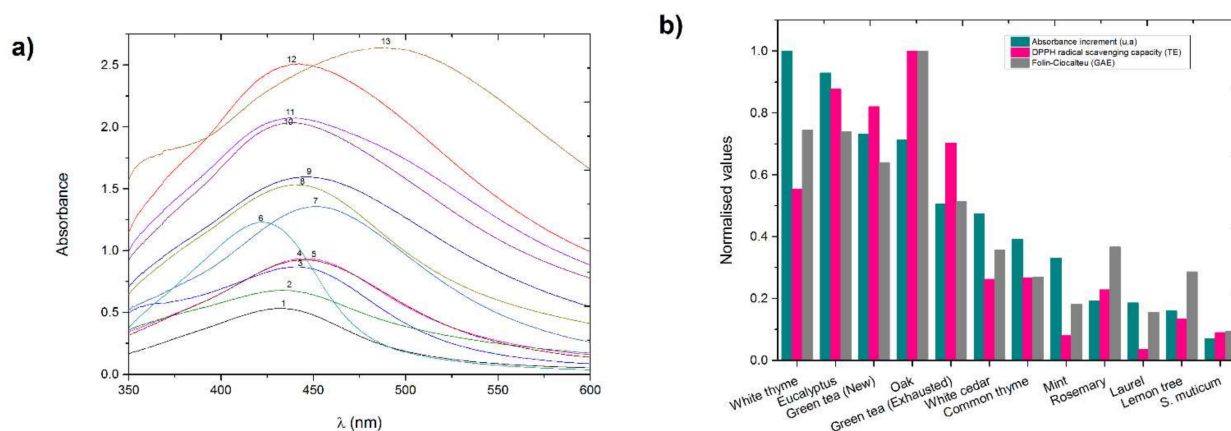 a)
Absorbance
2.5
2.0
1.5
1.0
0.5
0.0
350
400
450
500
550
600
λ (nm)
13
12
11
10
9
8
7
6
4
5
3
2
1
b)
Normalised values
1.0
0.8
0.6
0.4
0.2
0.0
Absorbance increment (u.a)
DPPH radical scavenging capacity (TE)
Folin-Ciocalteu (GAE)
White thyme
Eucalyptus
Green tea (New)
Oak
Green tea (Exhausted)
White cedar
Common thyme
Mint
Rosemary
Laurel
Lemon tree
S. muticum